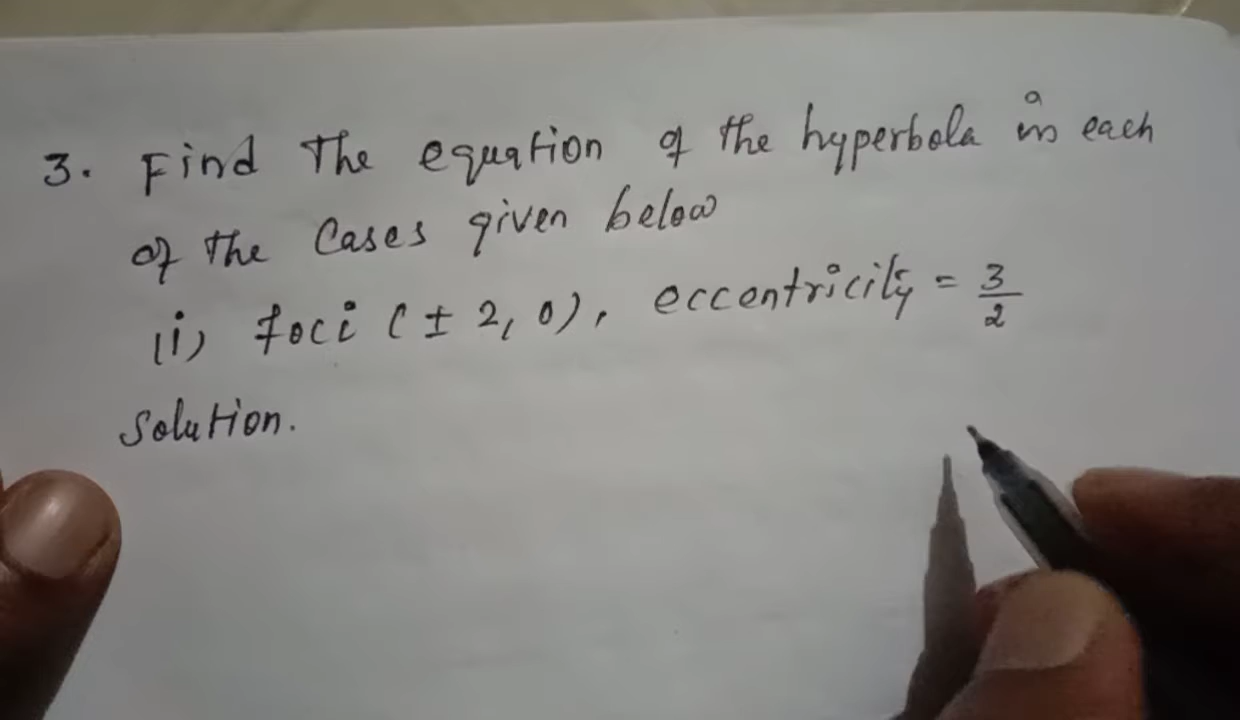 3. Find The equation of the hyperbola in each
of the Cases given below
(i) foci (± 2, 0), eccentricity = 3/2
Solution.